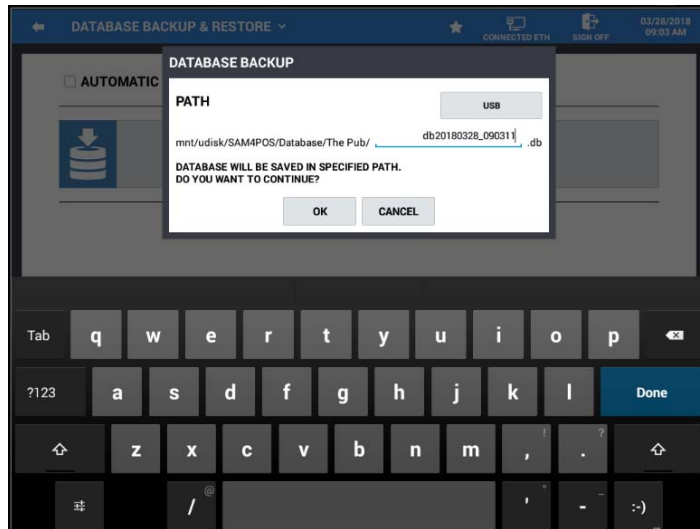 DATABASE BACKUP & RESTORE
CONNECTED ETH
SIGN OFF
03/28/2018
09:03 AM
AUTOMATIC
DATABASE BACKUP
PATH
USB
mnt/udisk/SAM4POS/Database/The Pub/ db20180328_090311 .db
DATABASE WILL BE SAVED IN SPECIFIED PATH.
DO YOU WANT TO CONTINUE?
OK CANCEL
Tab q w e r t y u i o p
?123 a s d f g h j k l Done
z x c v b n m , ! . ?
/ @ ' " - _ :-)